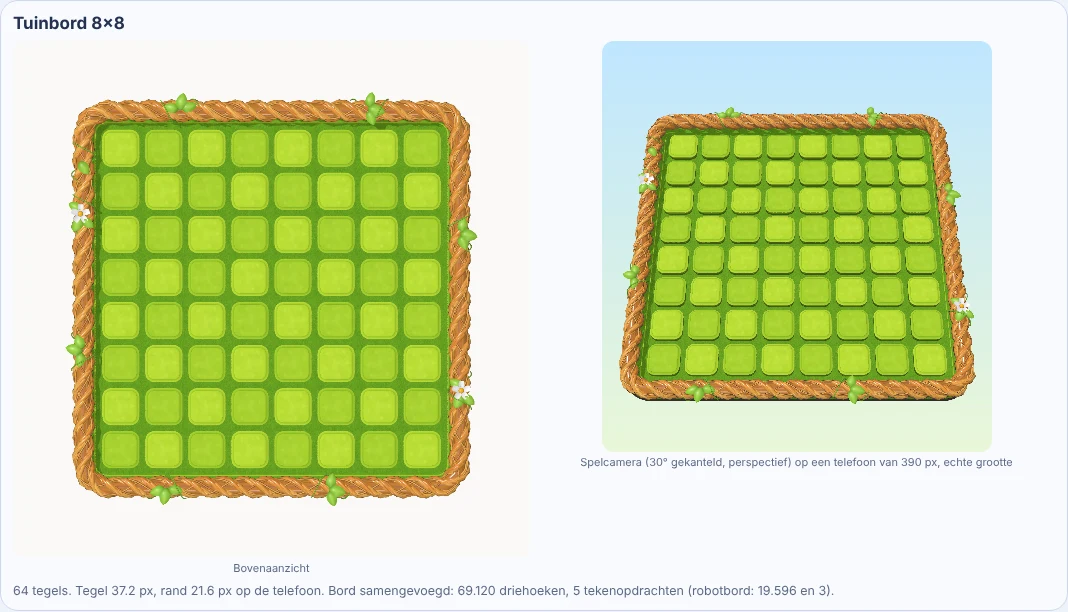 Tuinbord 8×8
Spelcamera (30° gekanteld, perspectief) op een telefoon van 390 px, echte grootte
Bovenaanzicht
64 tegels. Tegel 37.2 px, rand 21.6 px op de telefoon. Bord samengevoegd: 69.120 driehoeken, 5 tekenopdrachten (robotbord: 19.596 en 3).